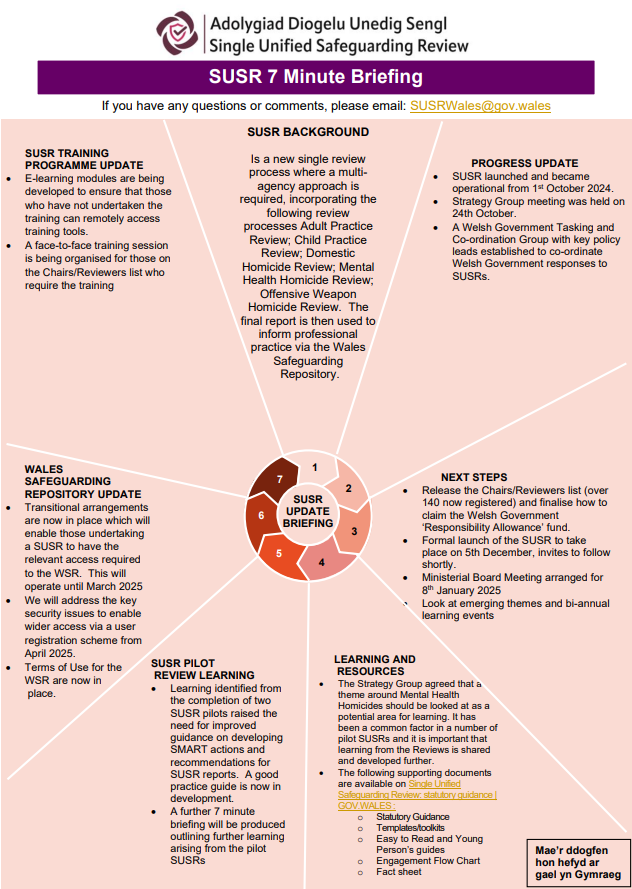 Adolygiad Diogelu Unedig Sengl
Single Unified Safeguarding Review
SUSR 7 Minute Briefing
If you have any questions or comments, please email: SUSRWales@gov.wales
SUSR BACKGROUND
Is a new single review
process where a multi-
agency approach is
required, incorporating the
following review
processes Adult Practice
Review; Child Practice
Review; Domestic
Homicide Review; Mental
Health Homicide Review;
Offensive Weapon
Homicide Review. The
final report is then used to
inform professional
practice via the Wales
Safeguarding
Repository.
PROGRESS UPDATE
• SUSR launched and became
operational from 1st October 2024.
• Strategy Group meeting was held on
24th October.
• A Welsh Government Tasking and
Co-ordination Group with key policy
leads established to co-ordinate
Welsh Government responses to
SUSRs.
NEXT STEPS
• Release the Chairs/Reviewers list (over
140 now registered) and finalise how to
claim the Welsh Government
‘Responsibility Allowance’ fund.
• Formal launch of the SUSR to take
place on 5th December, invites to follow
shortly.
• Ministerial Board Meeting arranged for
8th January 2025
• Look at emerging themes and bi-annual
learning events
LEARNING AND
RESOURCES
• The Strategy Group agreed that a
theme around Mental Health
Homicides should be looked at as a
potential area for learning. It has
been a common factor in a number of
pilot SUSRs and it is important that
learning from the Reviews is shared
and developed further.
• The following supporting documents
are available on Single Unified
Safeguarding Review: statutory guidance |
GOV.WALES :
o Statutory Guidance
o Templates/toolkits
o Easy to Read and Young
Person’s guides
o Engagement Flow Chart
o Fact sheet
SUSR PILOT
REVIEW LEARNING
• Learning identified from
the completion of two
SUSR pilots raised the
need for improved
guidance on developing
SMART actions and
recommendations for
SUSR reports. A good
practice guide is now in
development.
• A further 7 minute
briefing will be produced
outlining further learning
arising from the pilot
SUSRs
WALES
SAFEGUARDING
REPOSITORY UPDATE
• Transitional arrangements
are now in place which will
enable those undertaking
a SUSR to have the
relevant access required
to the WSR. This will
operate until March 2025
• We will address the key
security issues to enable
wider access via a user
registration scheme from
April 2025.
• Terms of Use for the
WSR are now in
place.
SUSR TRAINING
PROGRAMME UPDATE
• E-learning modules are being
developed to ensure that those
who have not undertaken the
training can remotely access
training tools.
• A face-to-face training session
is being organised for those on
the Chairs/Reviewers list who
require the training
SUSR
UPDATE
BRIEFING
1
2
3
4
5
6
7
Mae’r ddogfen
hon hefyd ar
gael yn Gymraeg